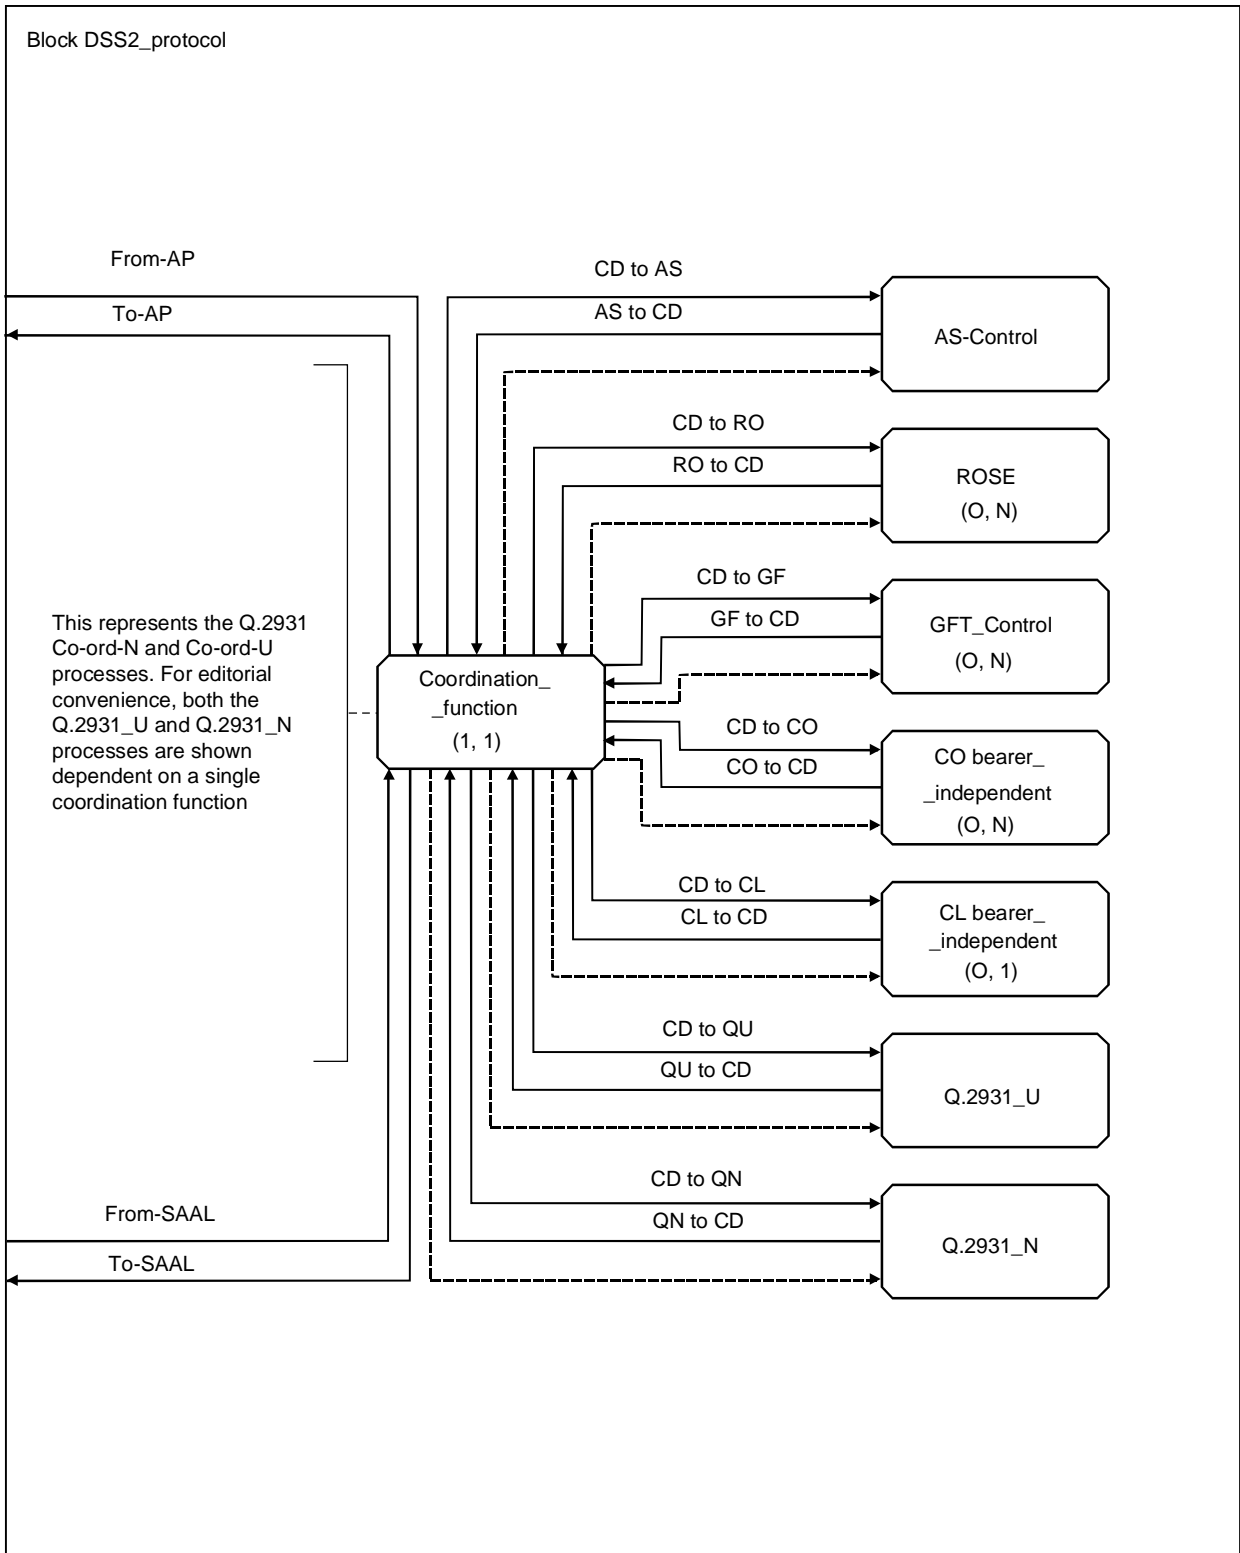 Block DSS2_protocol
From-AP
To-AP
CD to AS
AS to CD
AS-Control
CD to RO
RO to CD
ROSE
(O, N)
CD to GF
GF to CD
GFT_Control
(O, N)
This represents the Q.2931
Co-ord-N and Co-ord-U
processes. For editorial
convenience, both the
Q.2931_U and Q.2931_N
processes are shown
dependent on a single
coordination function
Coordination_
_function
(1, 1)
CD to CO
CO to CD
CO bearer_
_independent
(O, N)
CD to CL
CL to CD
CL bearer_
_independent
(O, 1)
CD to QU
QU to CD
Q.2931_U
CD to QN
QN to CD
Q.2931_N
From-SAAL
To-SAAL